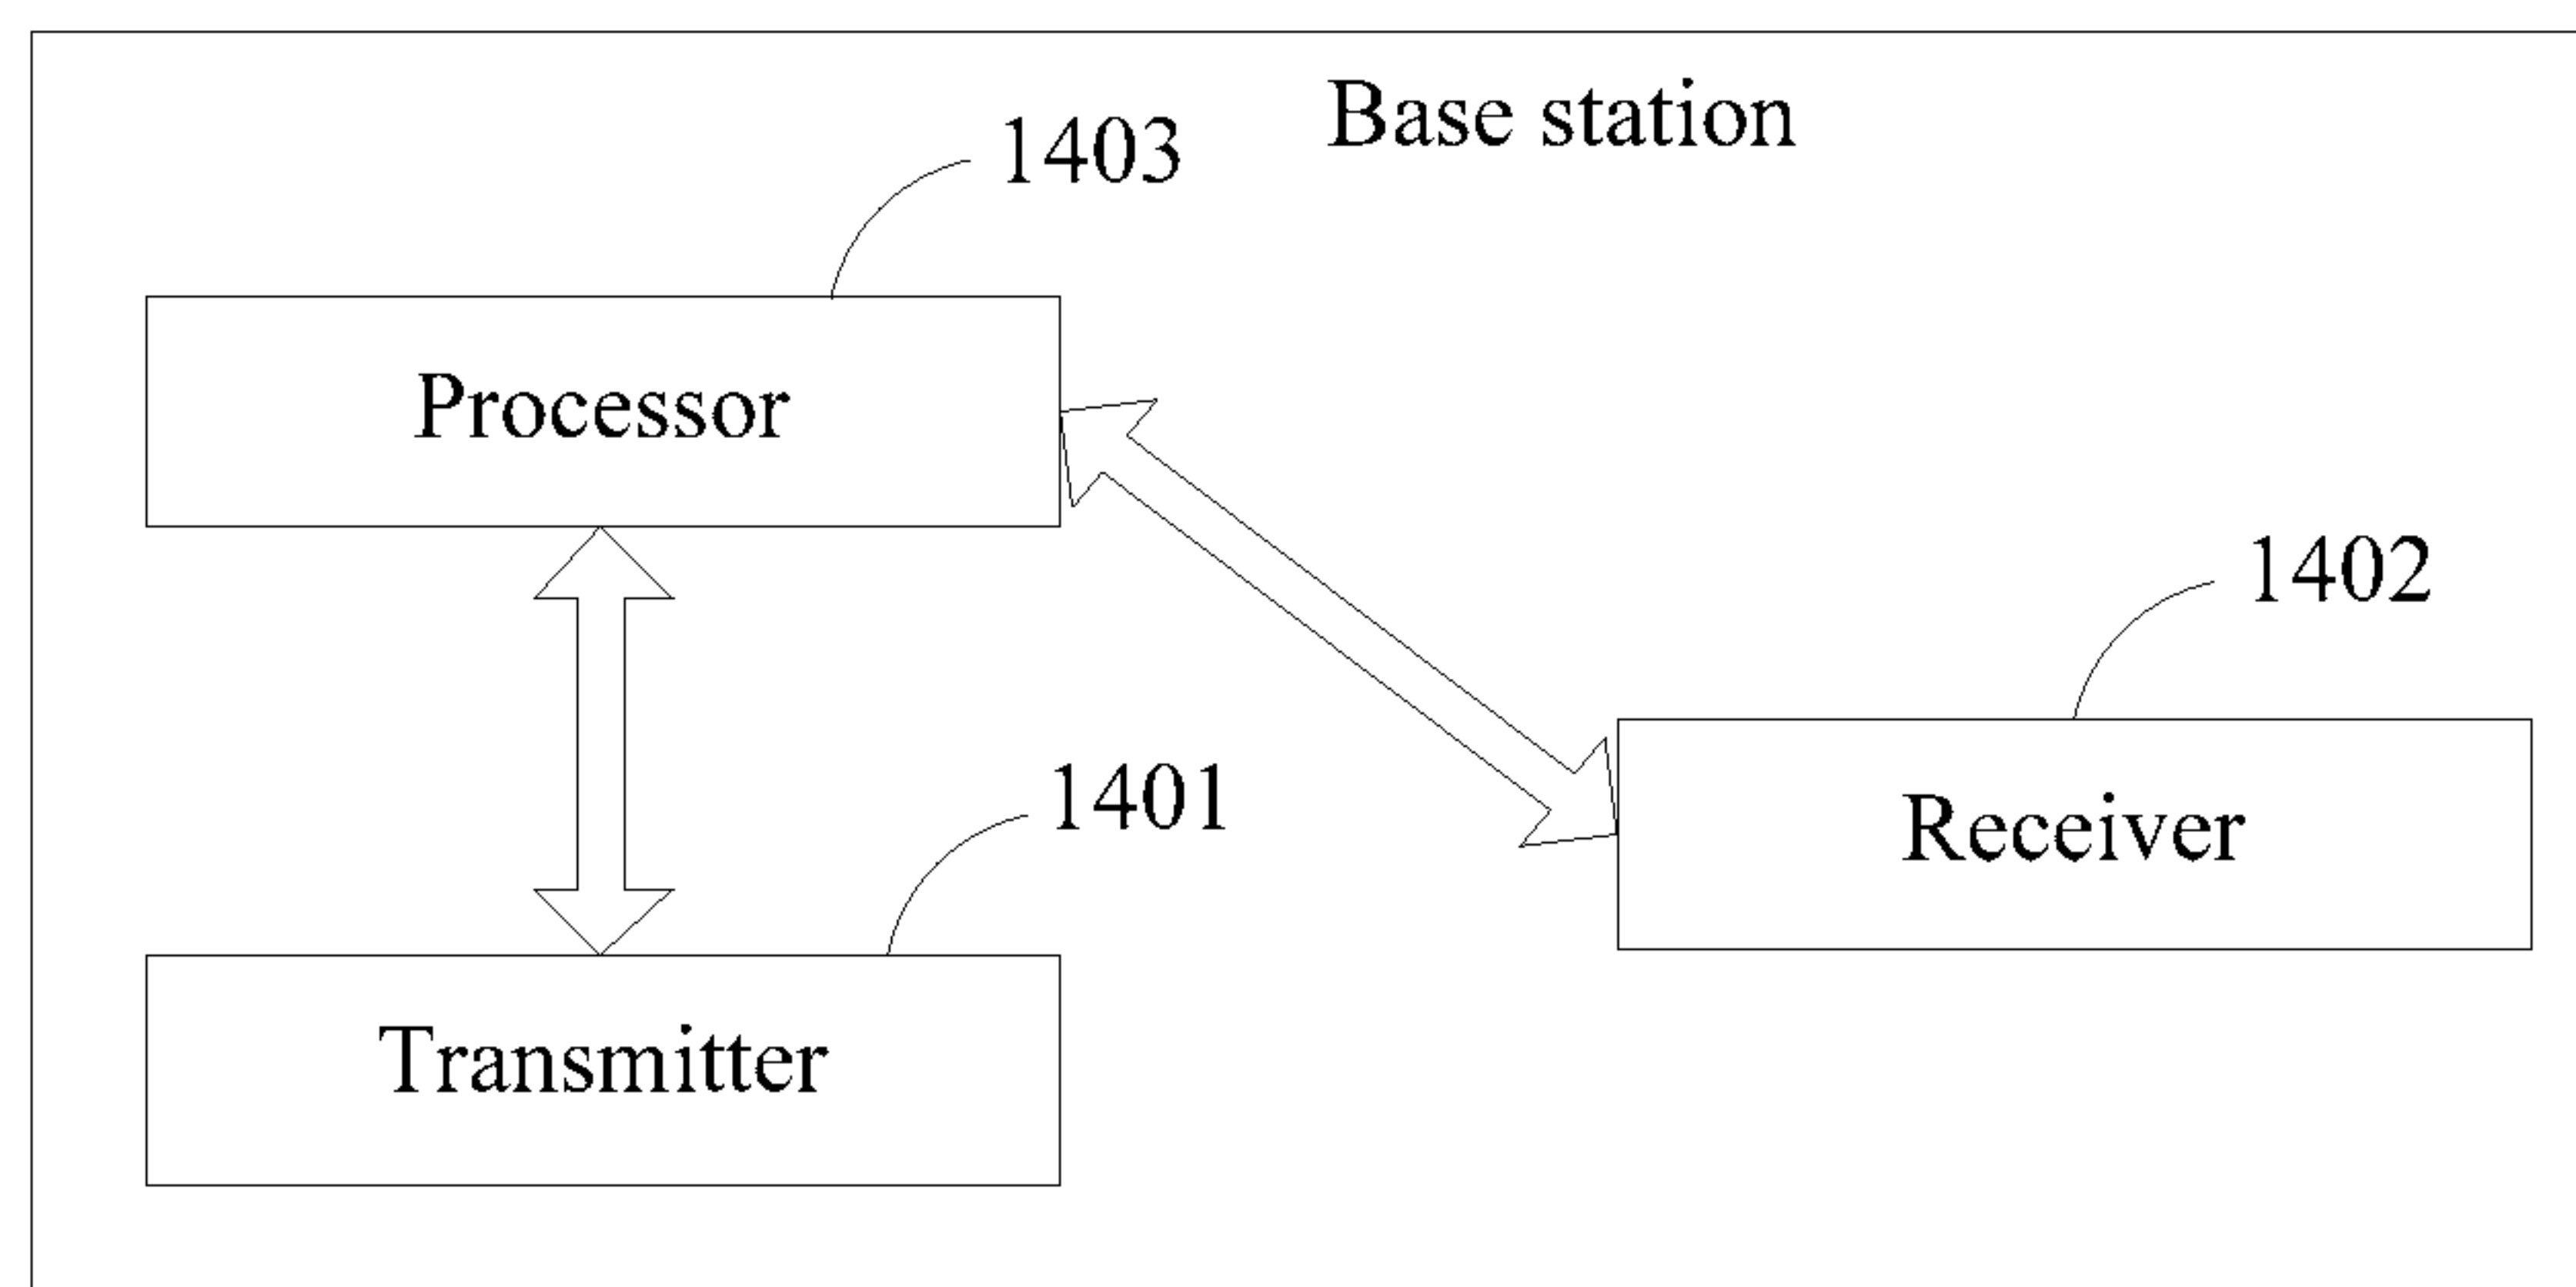 Base station
1403
Processor
1402
1401
Receiver
Transmitter